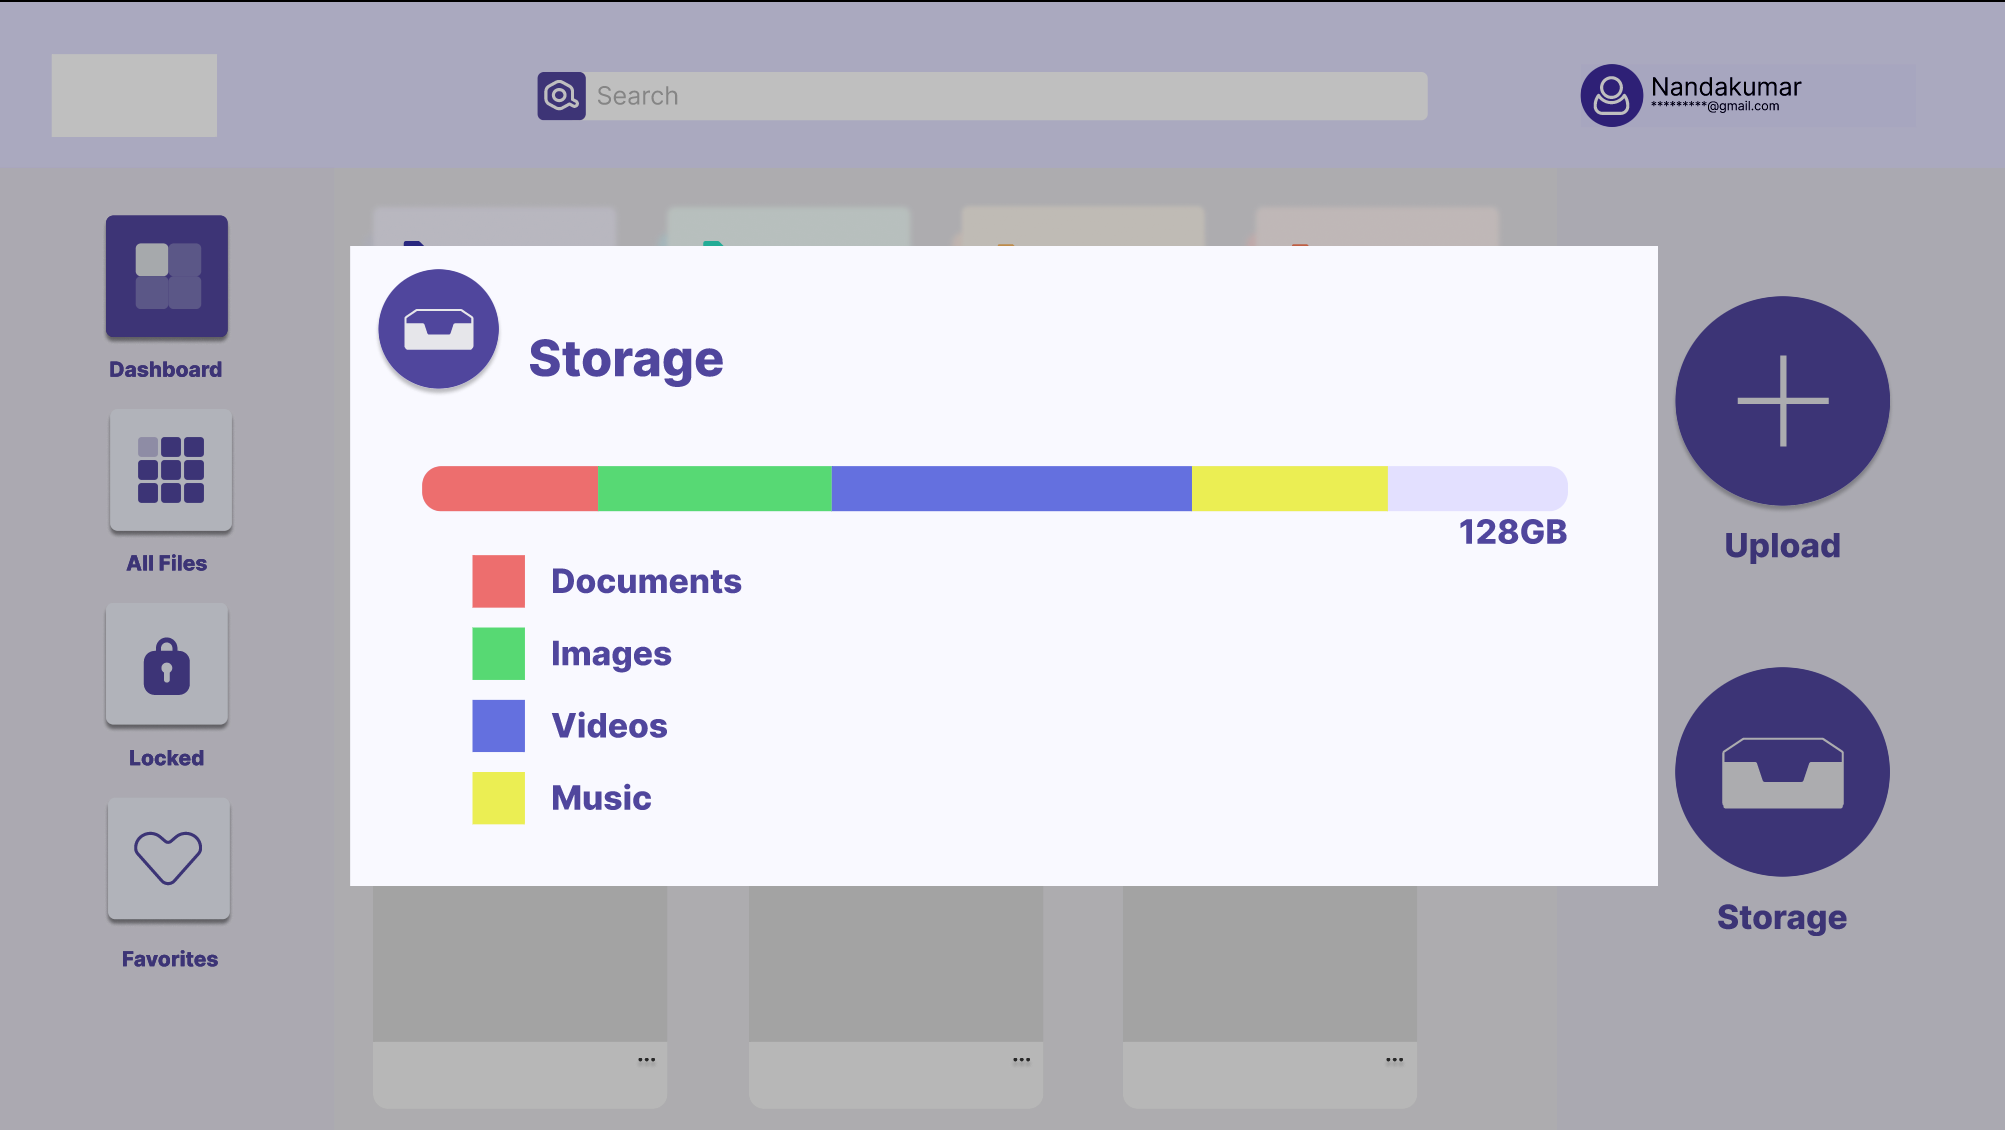 Search
Nandakumar
*********@gmail.com
Dashboard
All Files
Locked
Favorites
Storage
128GB
Documents
Images
Videos
Music
Upload
Storage